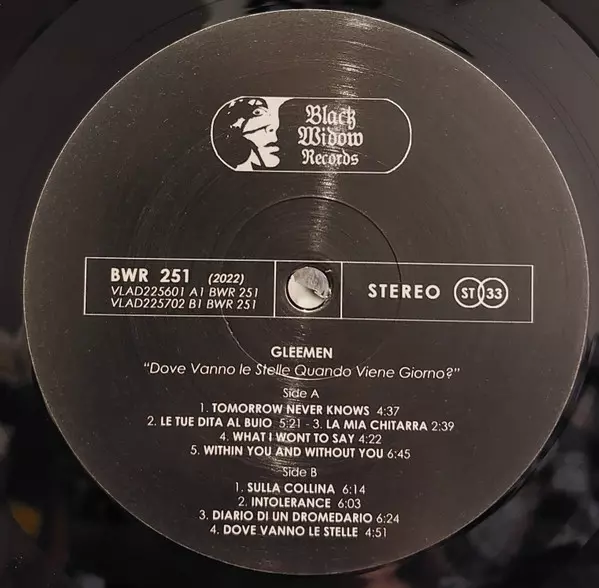 Black
Widow
Records
BWR 251 (2022)
VLAD225601 A1 BWR 251
VLAD225702 B1 BWR 251
STEREO ST 33
GLEEMEN
"Dove Vanno le Stelle Quando Viene Giorno?"
Side A
1. TOMORROW NEVER KNOWS 4:37
2. LE TUE DITA AL BUIO 5:21 - 3. LA MIA CHITARRA 2:39
4. WHAT I WONT TO SAY 4:22
5. WITHIN YOU AND WITHOUT YOU 6:45
Side B
1. SULLA COLLINA 6:14
2. INTOLERANCE 6:03
3. DIARIO DI UN DROMEDARIO 6:24
4. DOVE VANNO LE STELLE 4:51